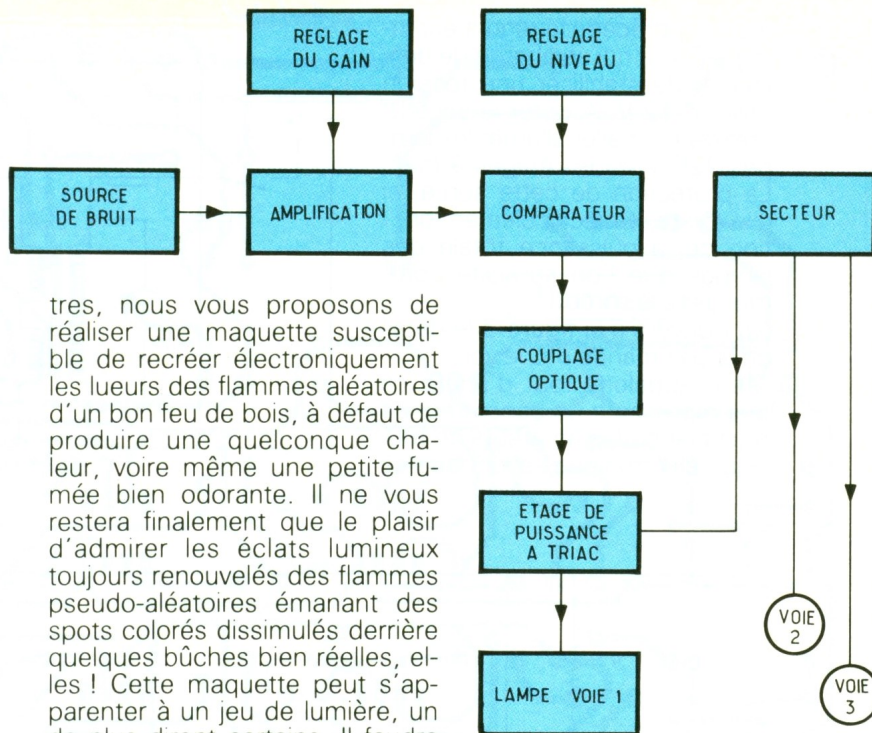 REGLAGE
DU GAIN
REGLAGE
DU NIVEAU
SOURCE
DE BRUIT
AMPLIFICATION
COMPARATEUR
SECTEUR
COUPLAGE
OPTIQUE
ETAGE DE
PUISSANCE
A TRIAC
LAMPE VOIE 1
VOIE
2
VOIE
3
tres, nous vous proposons de
réaliser une maquette suscepti-
ble de recréer électroniquement
les lueurs des flammes aléatoires
d'un bon feu de bois, à défaut de
produire une quelconque cha-
leur, voire même une petite fu-
mée bien odorante. Il ne vous
restera finalement que le plaisir
d'admirer les éclats lumineux
toujours renouvelés des flammes
pseudo-aléatoires émanant des
spots colorés dissimulés derrière
quelques bûches bien réelles, el-
les ! Cette maquette peut s'ap-
parenter à un jeu de lumière, un